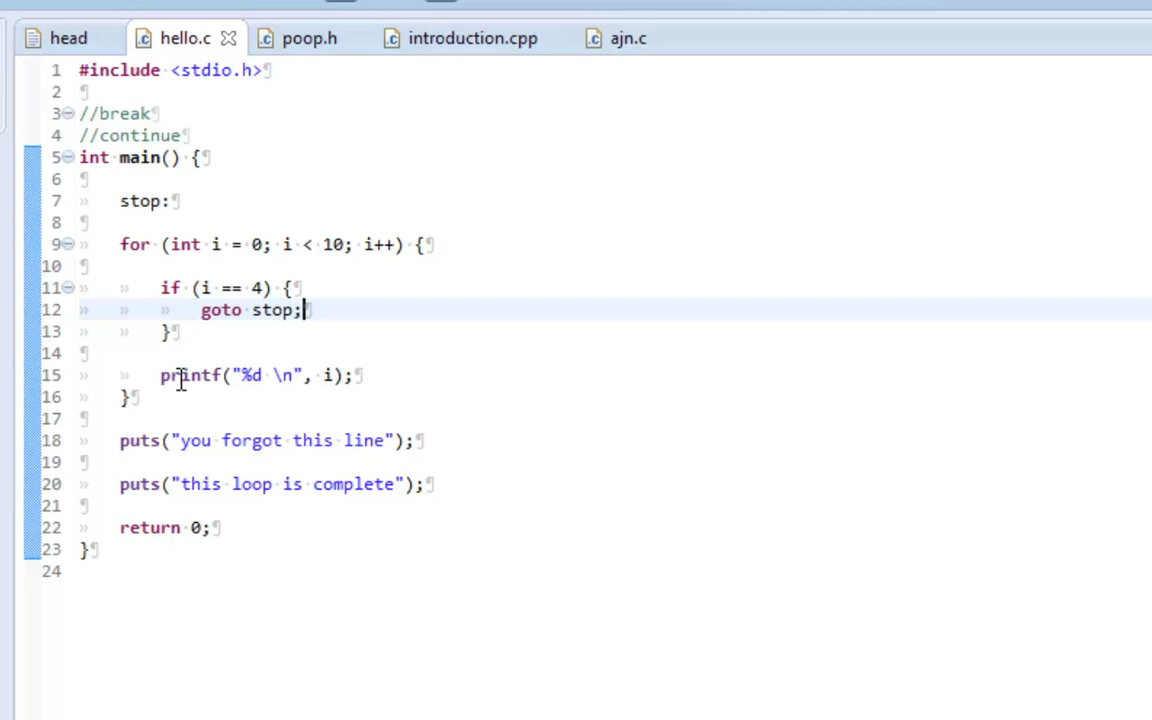 head hello.c poop.h introduction.cpp ajn.c
1 #include <stdio.h>
2
3 //break
4 //continue
5 int main() {
6
7 stop:
8
9 for (int i = 0; i < 10; i++) {
10
11 if (i == 4) {
12 goto stop;
13 }
14
15 printf("%d \n", i);
16 }
17
18 puts("you forgot this line");
19
20 puts("this loop is complete");
21
22 return 0;
23 }
24